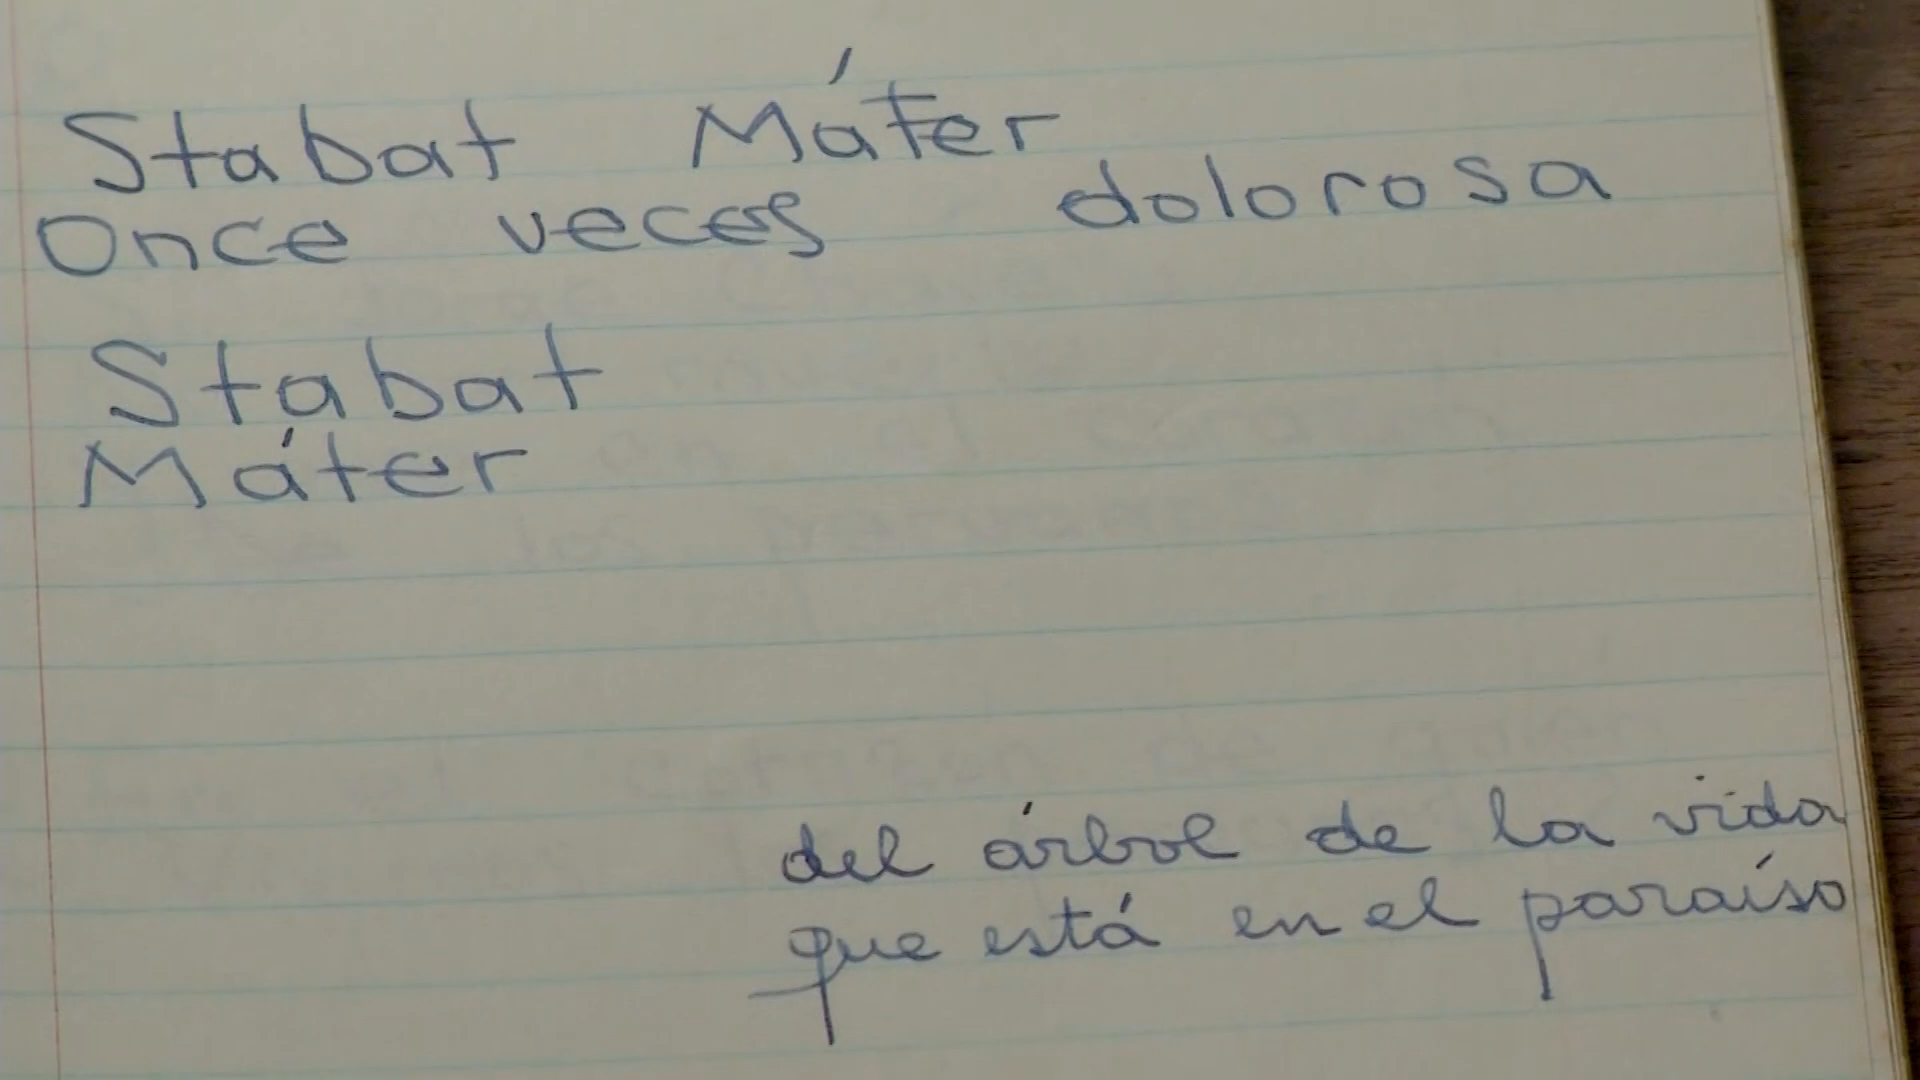 Stabat Máter
Once veces dolorosa
Stabat
Máter
del árbol de la vida
que está en el paraíso